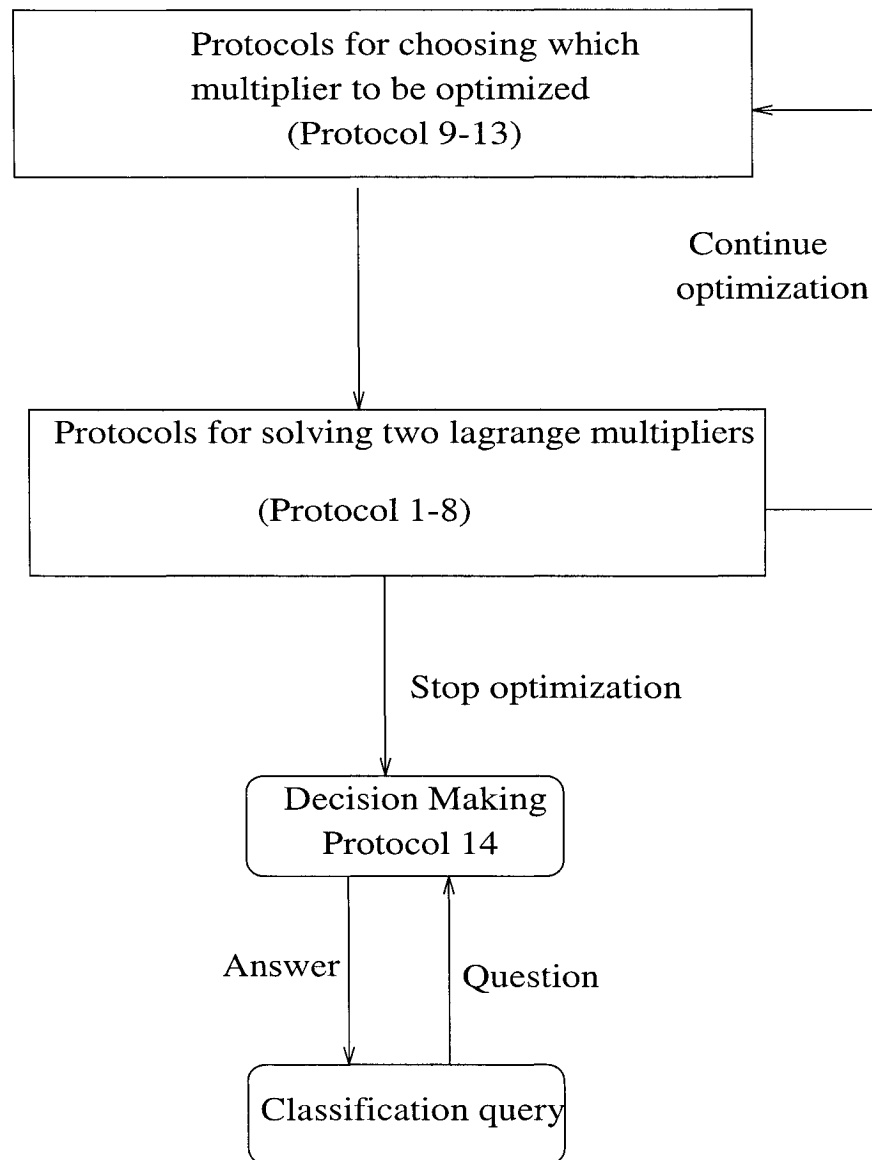 Protocols for choosing which
multiplier to be optimized
(Protocol 9-13)
Continue
optimization
Protocols for solving two lagrange multipliers
(Protocol 1-8)
Stop optimization
Decision Making
Protocol 14
Answer
Question
Classification query